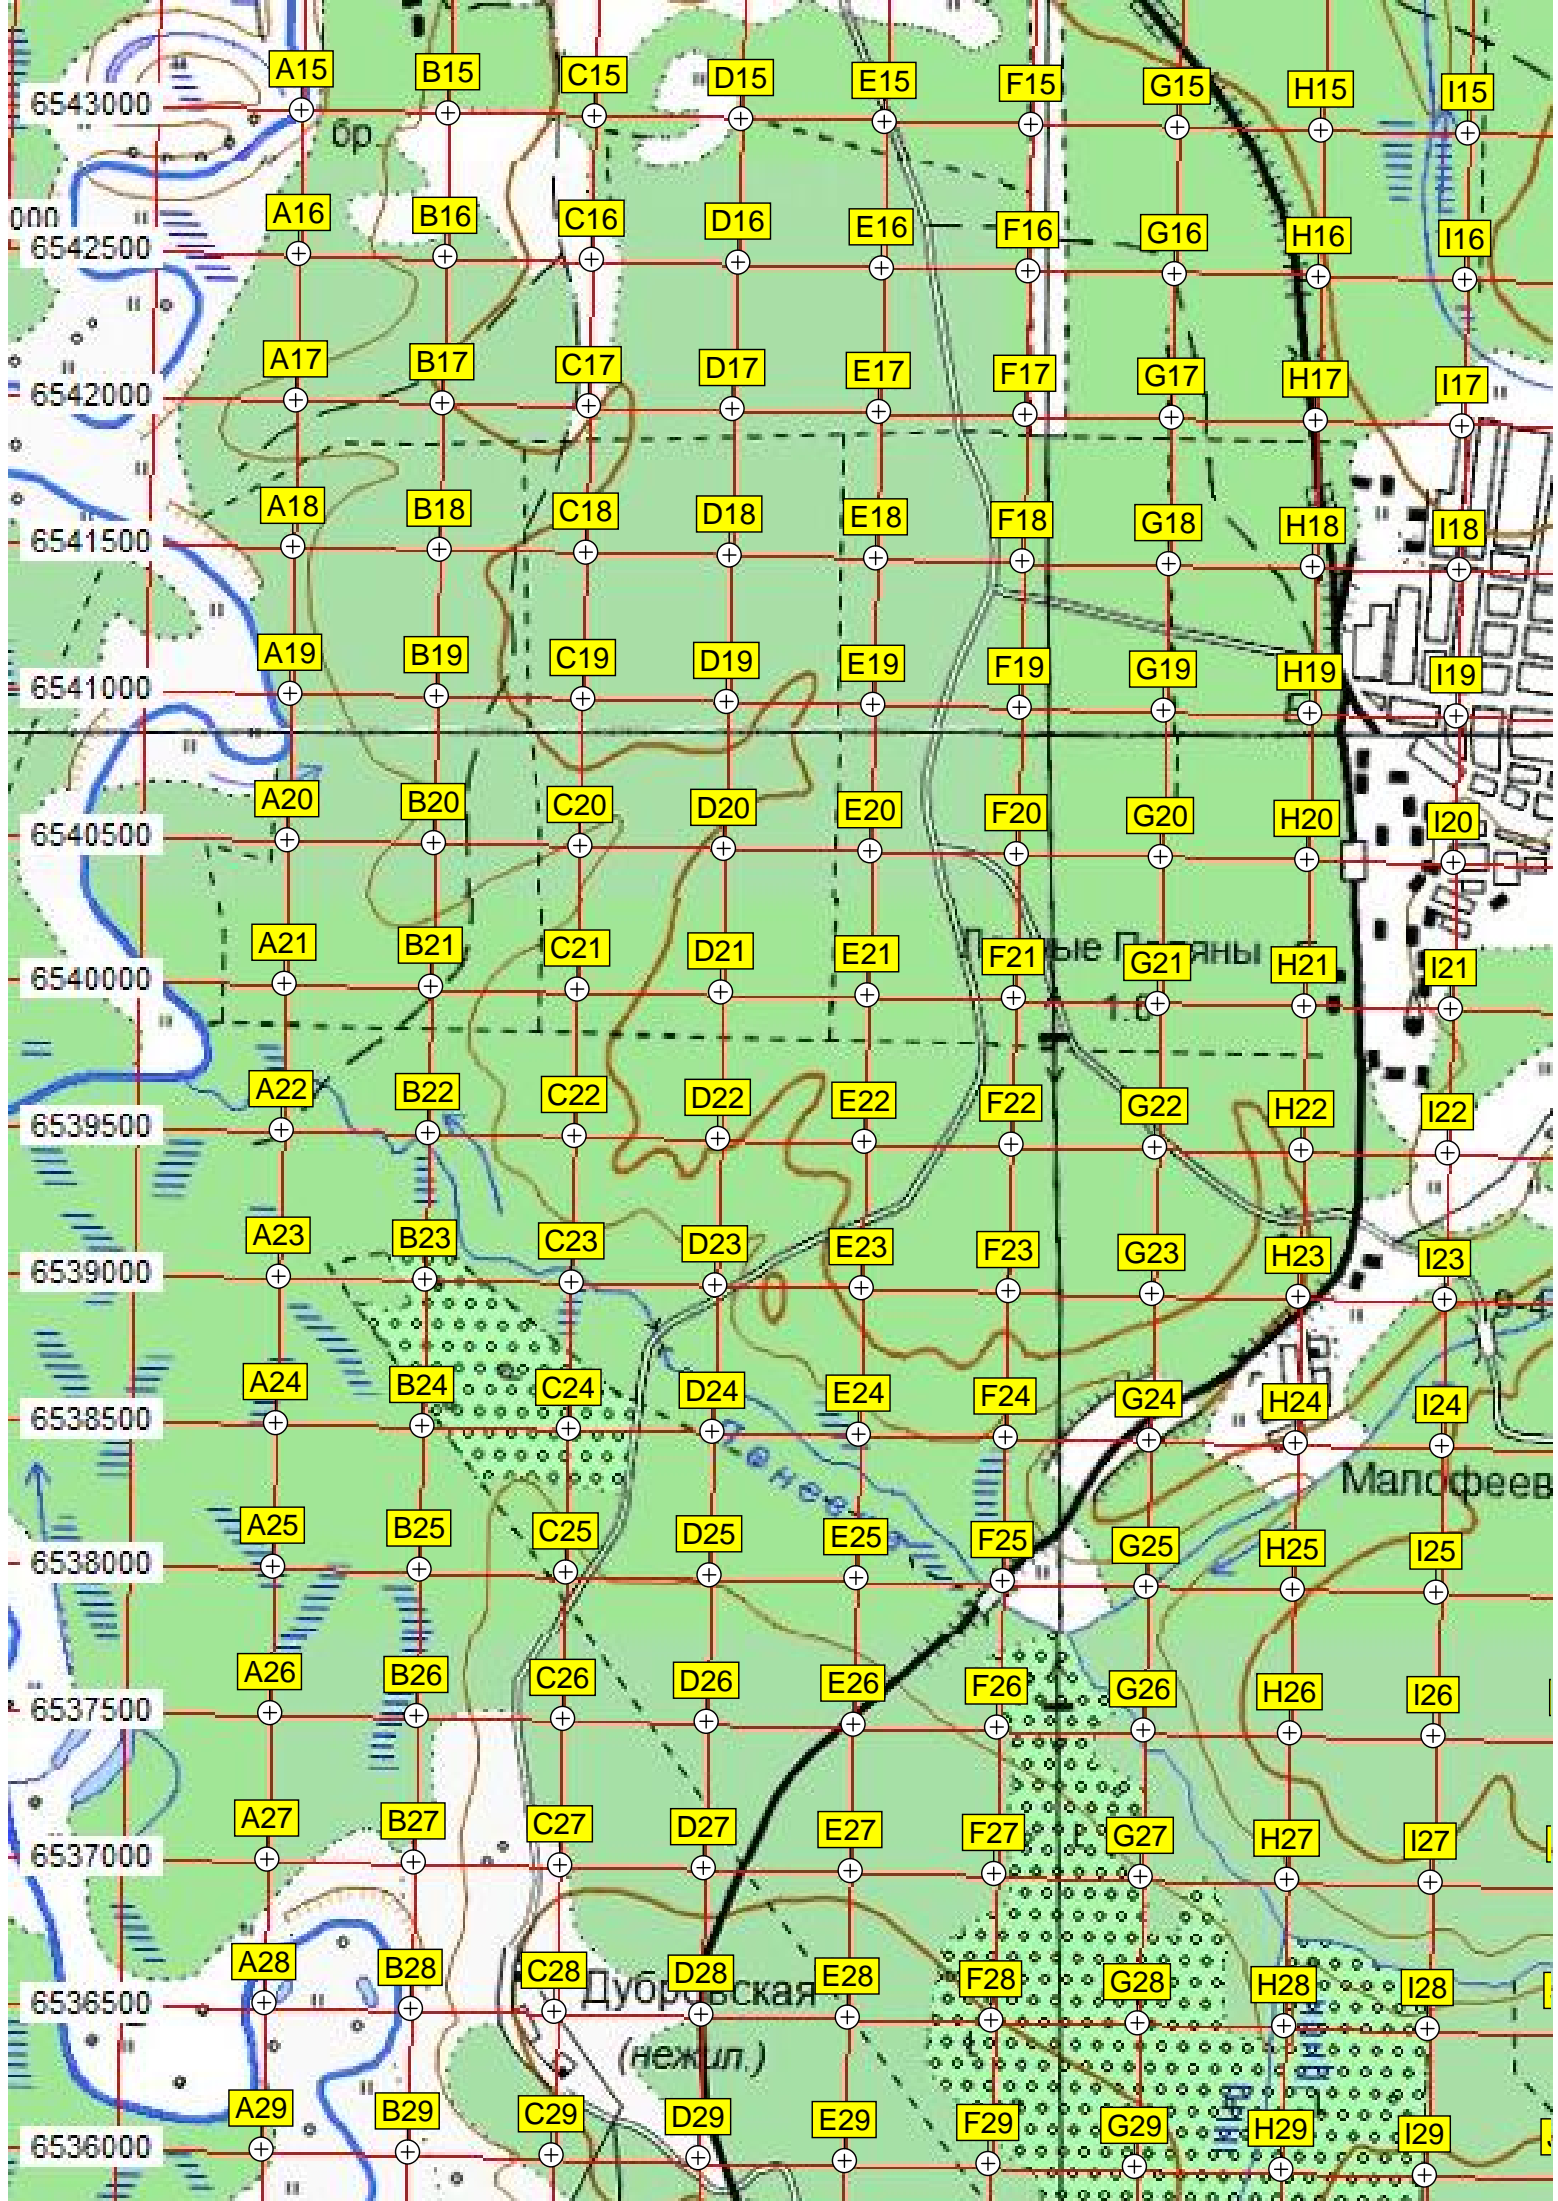 A15 B15 C15 D15 E15 F15 G15 H15 I15
6543000
бр
A16 B16 C16 D16 E16 F16 G16 H16 I16
000
6542500
A17 B17 C17 D17 E17 F17 G17 H17 I17
6542000
A18 B18 C18 D18 E18 F18 G18 H18 I18
6541500
A19 B19 C19 D19 E19 F19 G19 H19 I19
6541000
A20 B20 C20 D20 E20 F20 G20 H20 I20
6540500
A21 B21 C21 D21 E21 F21 G21 H21 I21
6540000
A22 B22 C22 D22 E22 F22 G22 H22 I22
6539500
A23 B23 C23 D23 E23 F23 G23 H23 I23
6539000
A24 B24 C24 D24 E24 F24 G24 H24 I24
6538500
Малофеев
A25 B25 C25 D25 E25 F25 G25 H25 I25
6538000
A26 B26 C26 D26 E26 F26 G26 H26 I26
6537500
A27 B27 C27 D27 E27 F27 G27 H27 I27
6537000
A28 B28 C28 D28 E28 F28 G28 H28 I28
6536500
(нежил.)
A29 B29 C29 D29 E29 F29 G29 H29 I29
6536000